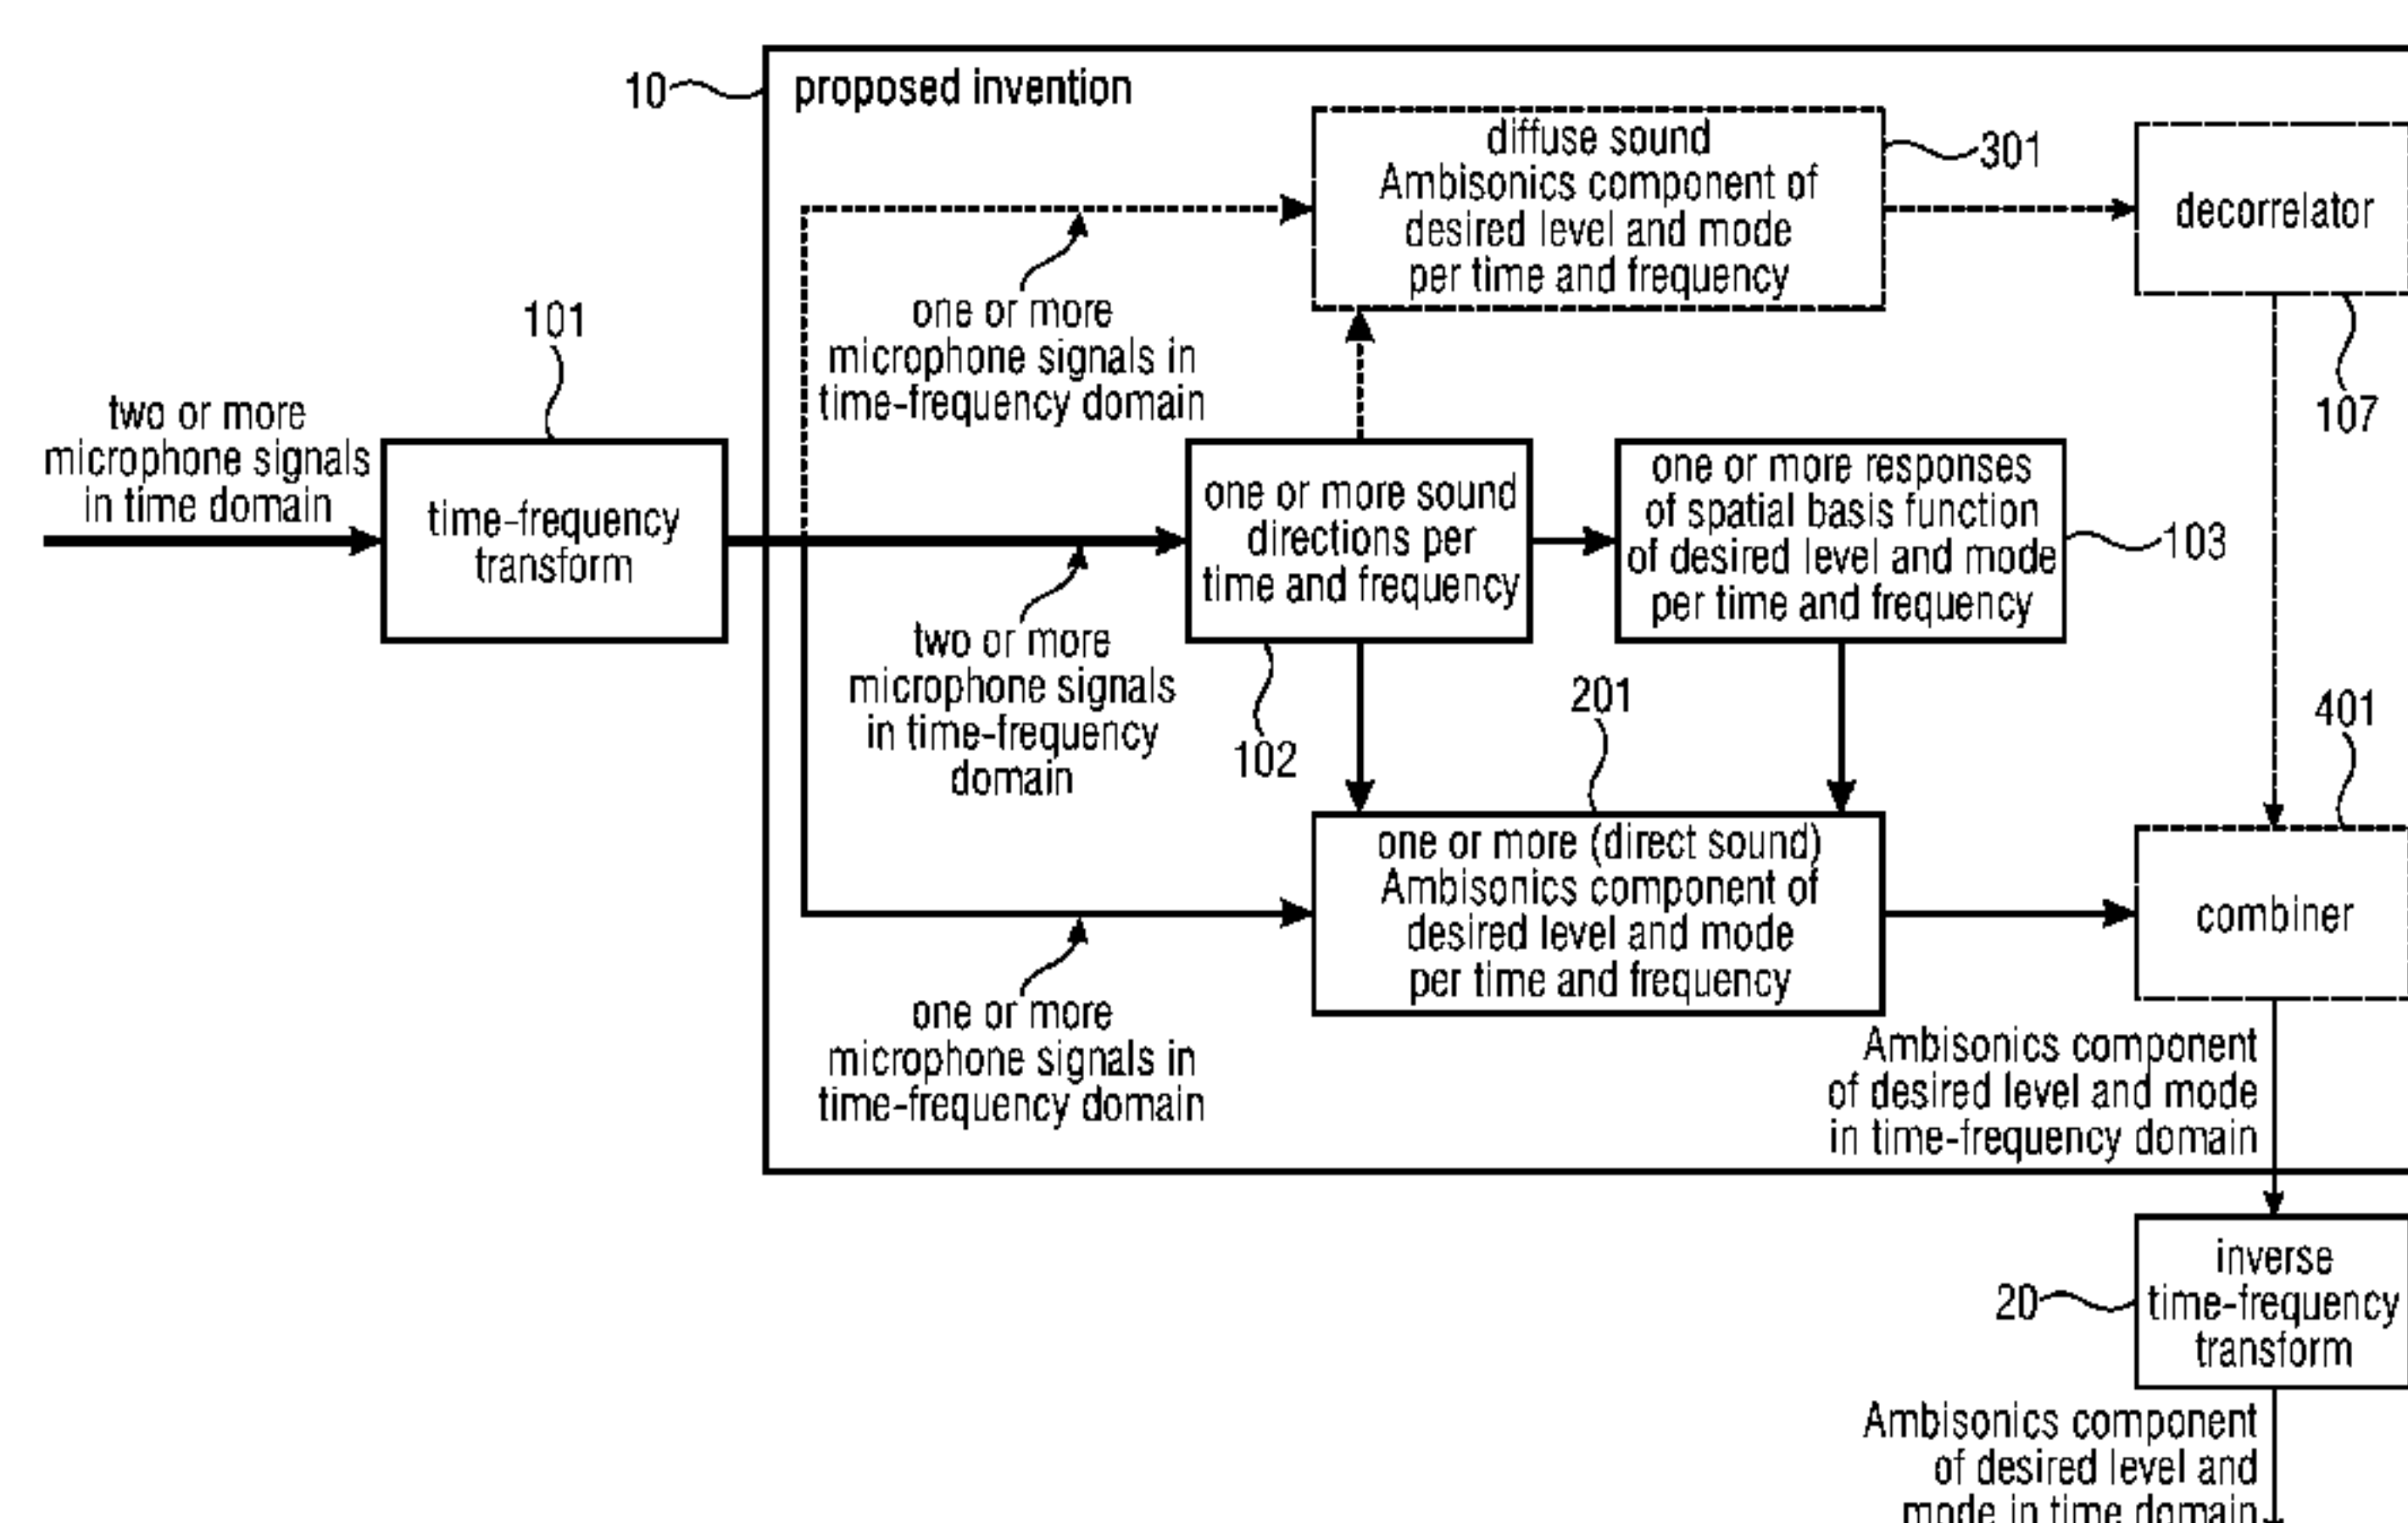 10
proposed invention
diffuse sound
Ambisonics component of
desired level and mode
per time and frequency
301
decorrelator
107
one or more
microphone signals in
time-frequency domain
101
two or more
microphone signals
in time domain
time-frequency
transform
one or more sound
directions per
time and frequency
102
one or more responses
of spatial basis function
of desired level and mode
per time and frequency
103
two or more
microphone signals
in time-frequency
domain
201
401
one or more (direct sound)
Ambisonics component of
desired level and mode
per time and frequency
combiner
one or more
microphone signals in
time-frequency domain
Ambisonics component
of desired level and mode
in time-frequency domain
20
inverse
time-frequency
transform
Ambisonics component
of desired level and
mode in time domain